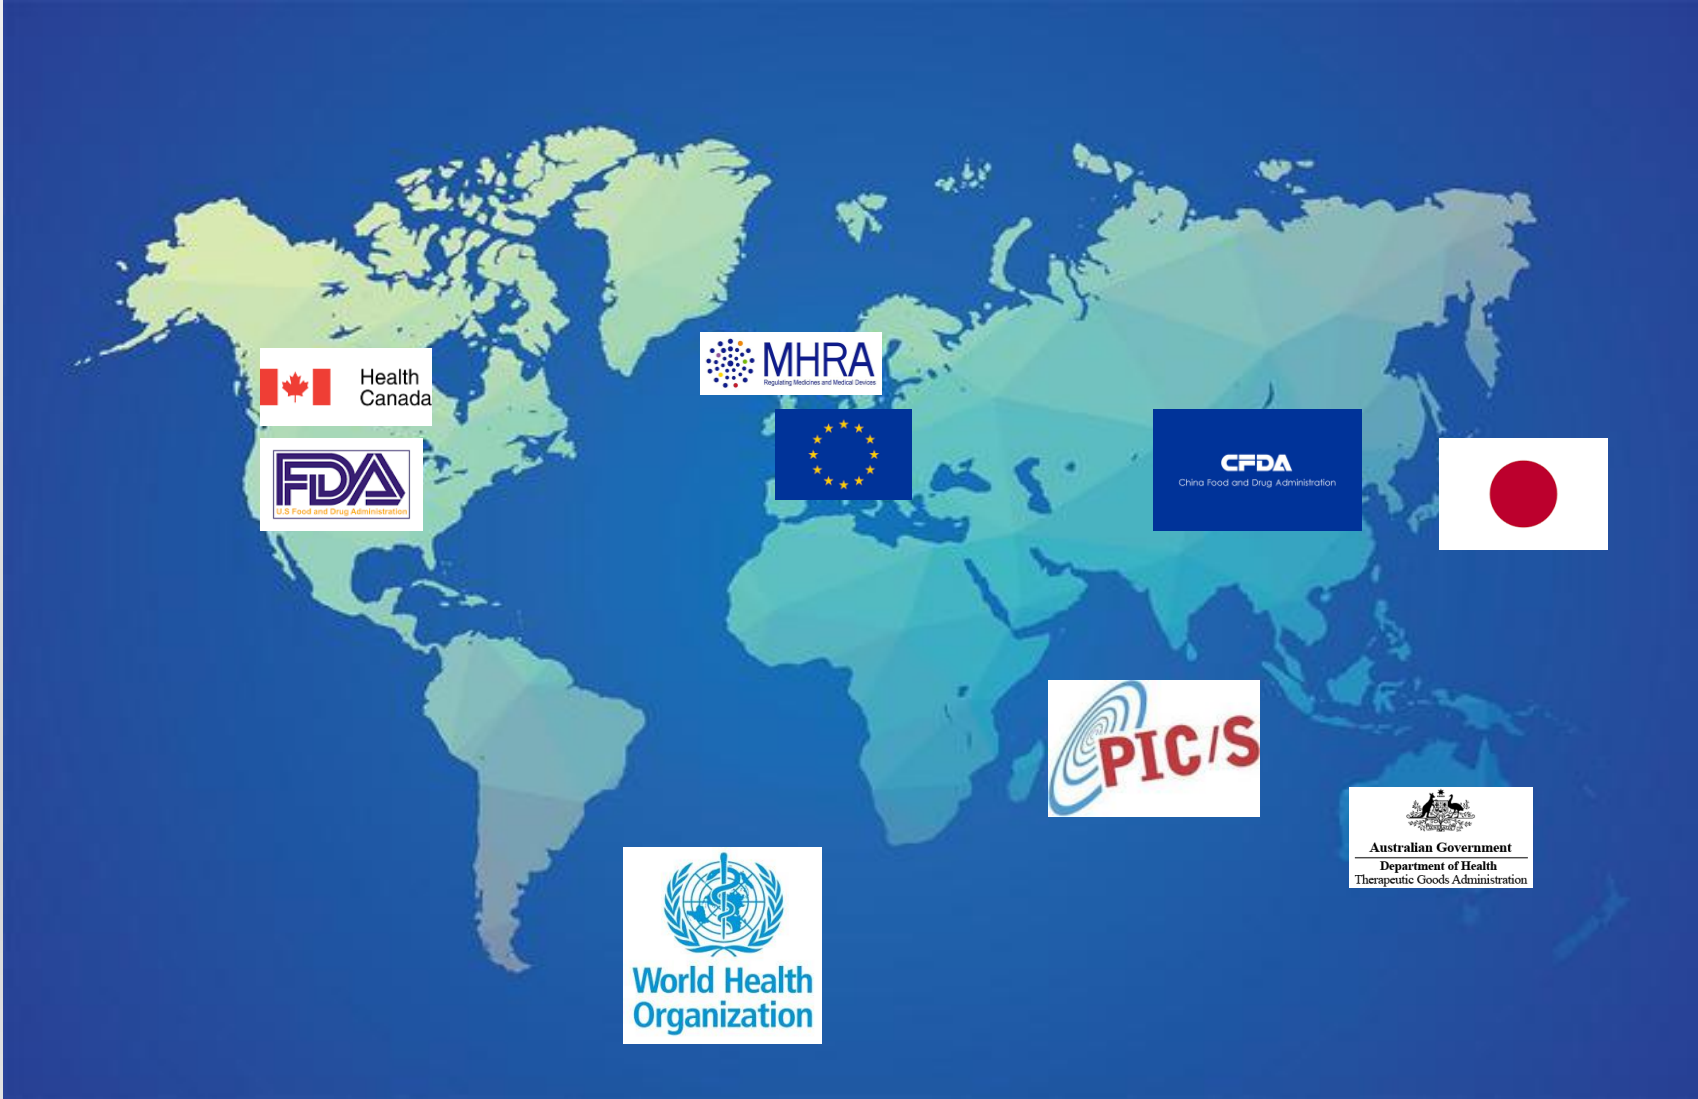 Health
Canada
FDA
U.S Food and Drug Administration
MHRA
Regulating Medicines and Medical Devices
CFDA
China Food and Drug Administration
PIC/S
Australian Government
Department of Health
Therapeutic Goods Administration
World Health
Organization